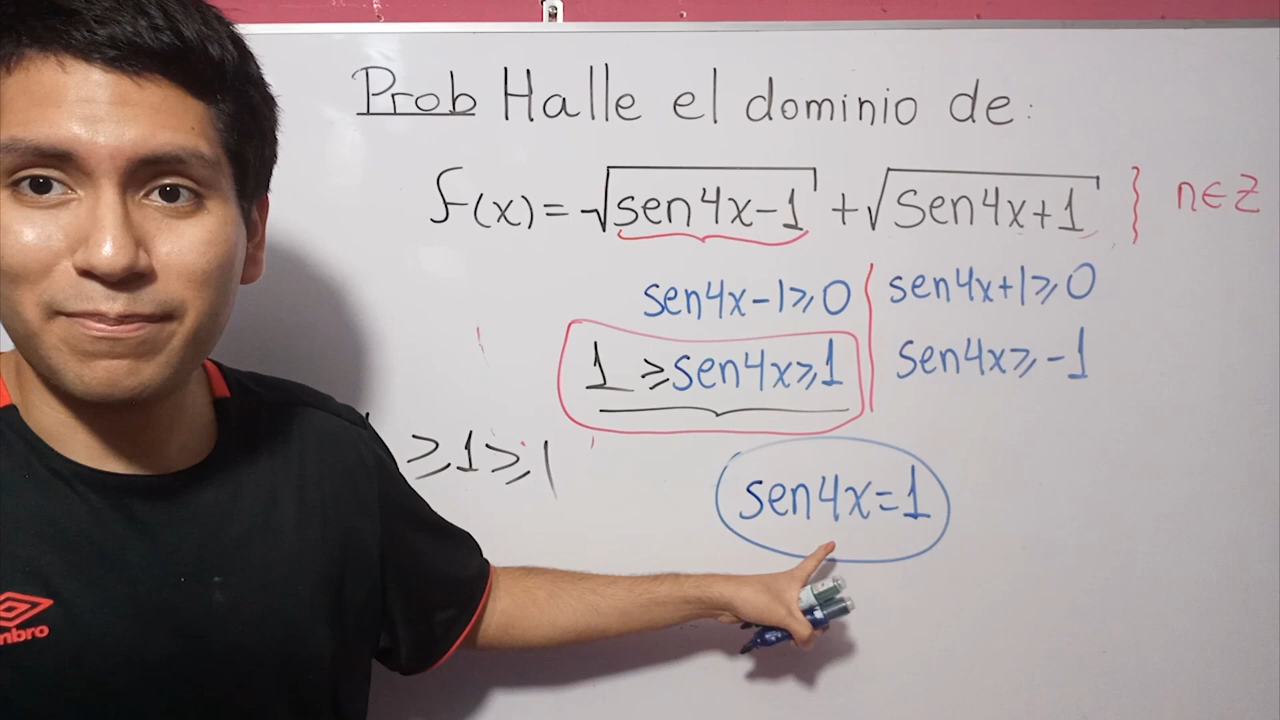 Prob Halle el dominio de:
f(x) = √sen4x-1 + √sen4x+1 } n∈Z
sen4x-1⩾0
1 ⩾sen4x⩾1
sen4x+1⩾0
sen4x⩾-1
⩾1⩾1
sen4x=1